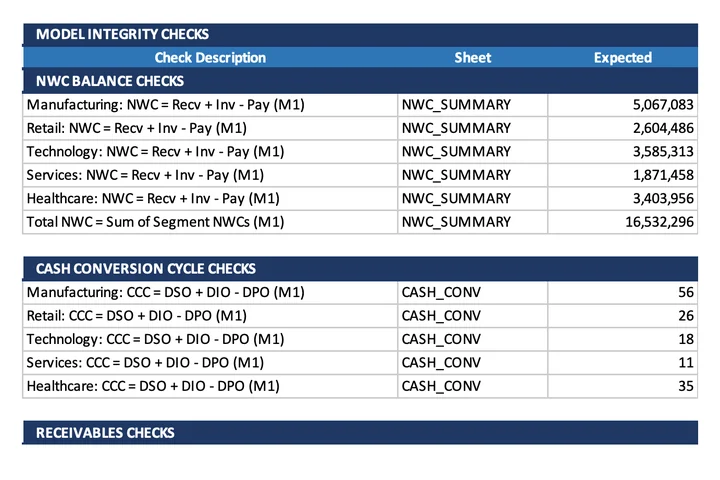 MODEL INTEGRITY CHECKS
Check Description Sheet Expected
NWC BALANCE CHECKS
Manufacturing: NWC = Recv + Inv - Pay (M1) NWC_SUMMARY 5,067,083
Retail: NWC = Recv + Inv - Pay (M1) NWC_SUMMARY 2,604,486
Technology: NWC = Recv + Inv - Pay (M1) NWC_SUMMARY 3,585,313
Services: NWC = Recv + Inv - Pay (M1) NWC_SUMMARY 1,871,458
Healthcare: NWC = Recv + Inv - Pay (M1) NWC_SUMMARY 3,403,956
Total NWC = Sum of Segment NWCs (M1) NWC_SUMMARY 16,532,296
CASH CONVERSION CYCLE CHECKS
Manufacturing: CCC = DSO + DIO - DPO (M1) CASH_CONV 56
Retail: CCC = DSO + DIO - DPO (M1) CASH_CONV 26
Technology: CCC = DSO + DIO - DPO (M1) CASH_CONV 18
Services: CCC = DSO + DIO - DPO (M1) CASH_CONV 11
Healthcare: CCC = DSO + DIO - DPO (M1) CASH_CONV 35
RECEIVABLES CHECKS